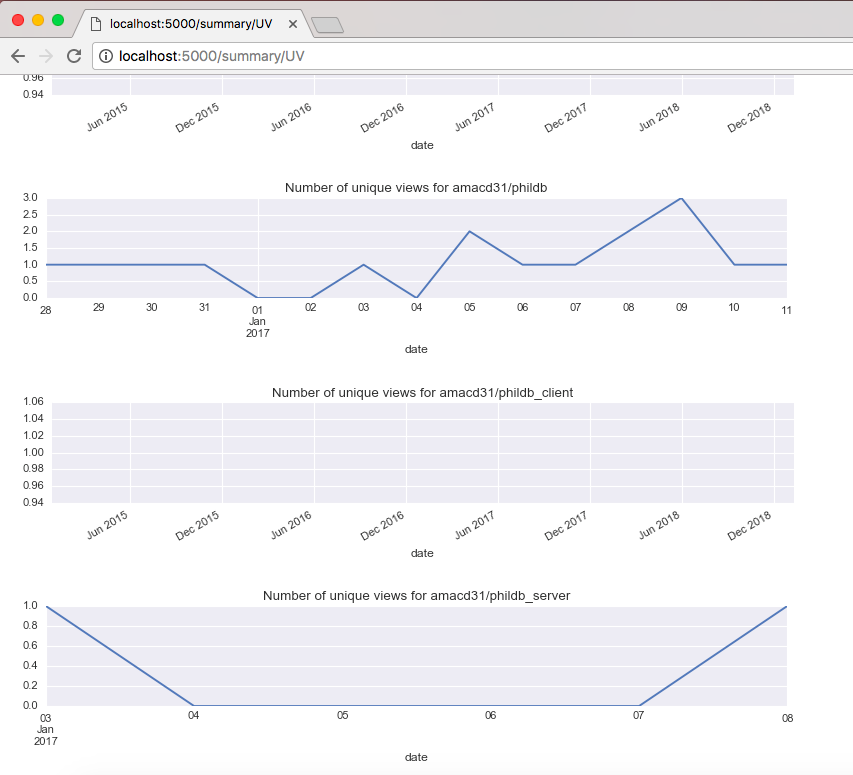 localhost:5000/summary/UV
localhost:5000/summary/UV
0.96
0.94
Jun 2015 Dec 2015 Jun 2016 Dec 2016 Jun 2017 Dec 2017 Jun 2018 Dec 2018
date
Number of unique views for amacd31/phildb
3.0
2.5
2.0
1.5
1.0
0.5
0.0
28 29 30 31 01 02 03 04 05 06 07 08 09 10 11
Jan
2017
date
Number of unique views for amacd31/phildb_client
1.06
1.04
1.02
1.00
0.98
0.96
0.94
Jun 2015 Dec 2015 Jun 2016 Dec 2016 Jun 2017 Dec 2017 Jun 2018 Dec 2018
date
Number of unique views for amacd31/phildb_server
1.0
0.8
0.6
0.4
0.2
0.0
03 04 05 06 07 08
Jan
2017
date